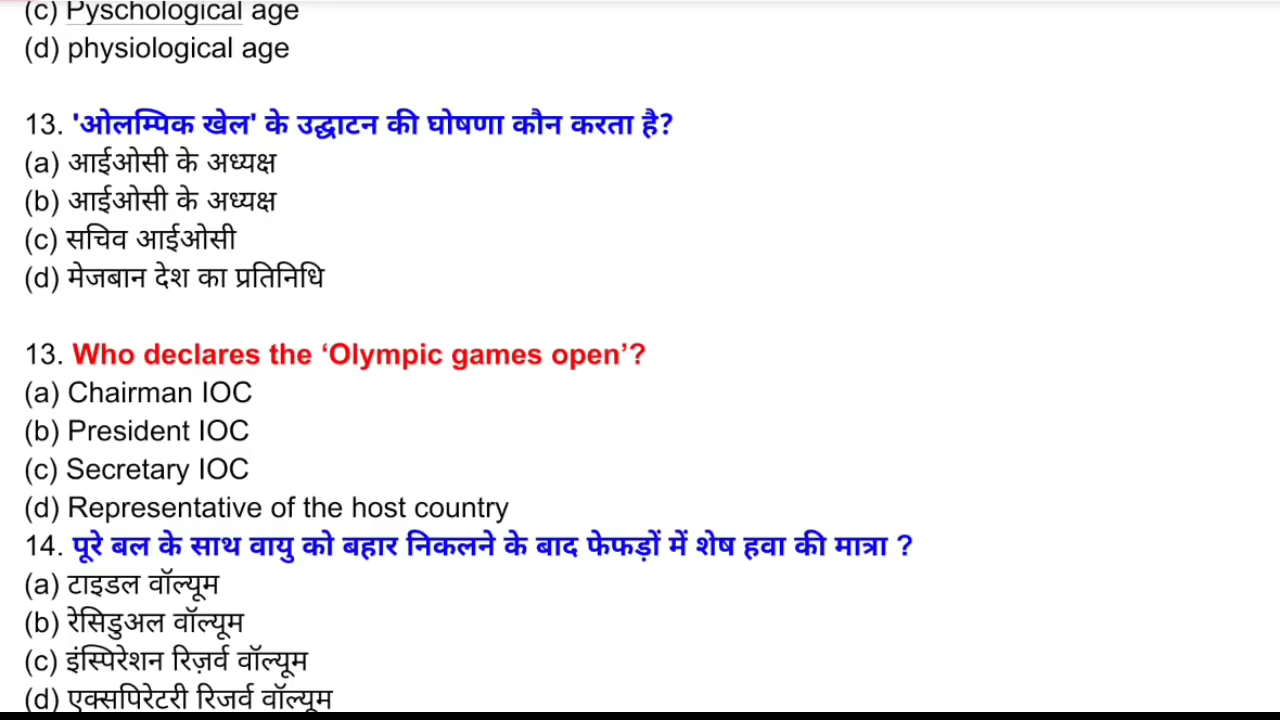 (c) Pyschological age
(d) physiological age
13. 'ओलम्पिक खेल' के उद्घाटन की घोषणा कौन करता है?
(a) आईओसी के अध्यक्ष
(b) आईओसी के अध्यक्ष
(c) सचिव आईओसी
(d) मेजबान देश का प्रतिनिधि
13. Who declares the ‘Olympic games open’?
(a) Chairman IOC
(b) President IOC
(c) Secretary IOC
(d) Representative of the host country
14. पूरे बल के साथ वायु को बहार निकलने के बाद फेफड़ों में शेष हवा की मात्रा ?
(a) टाइडल वॉल्यूम
(b) रेसिडुअल वॉल्यूम
(c) इंस्पिरेशन रिज़र्व वॉल्यूम
(d) एक्सपिरेटरी रिजर्व वॉल्यूम